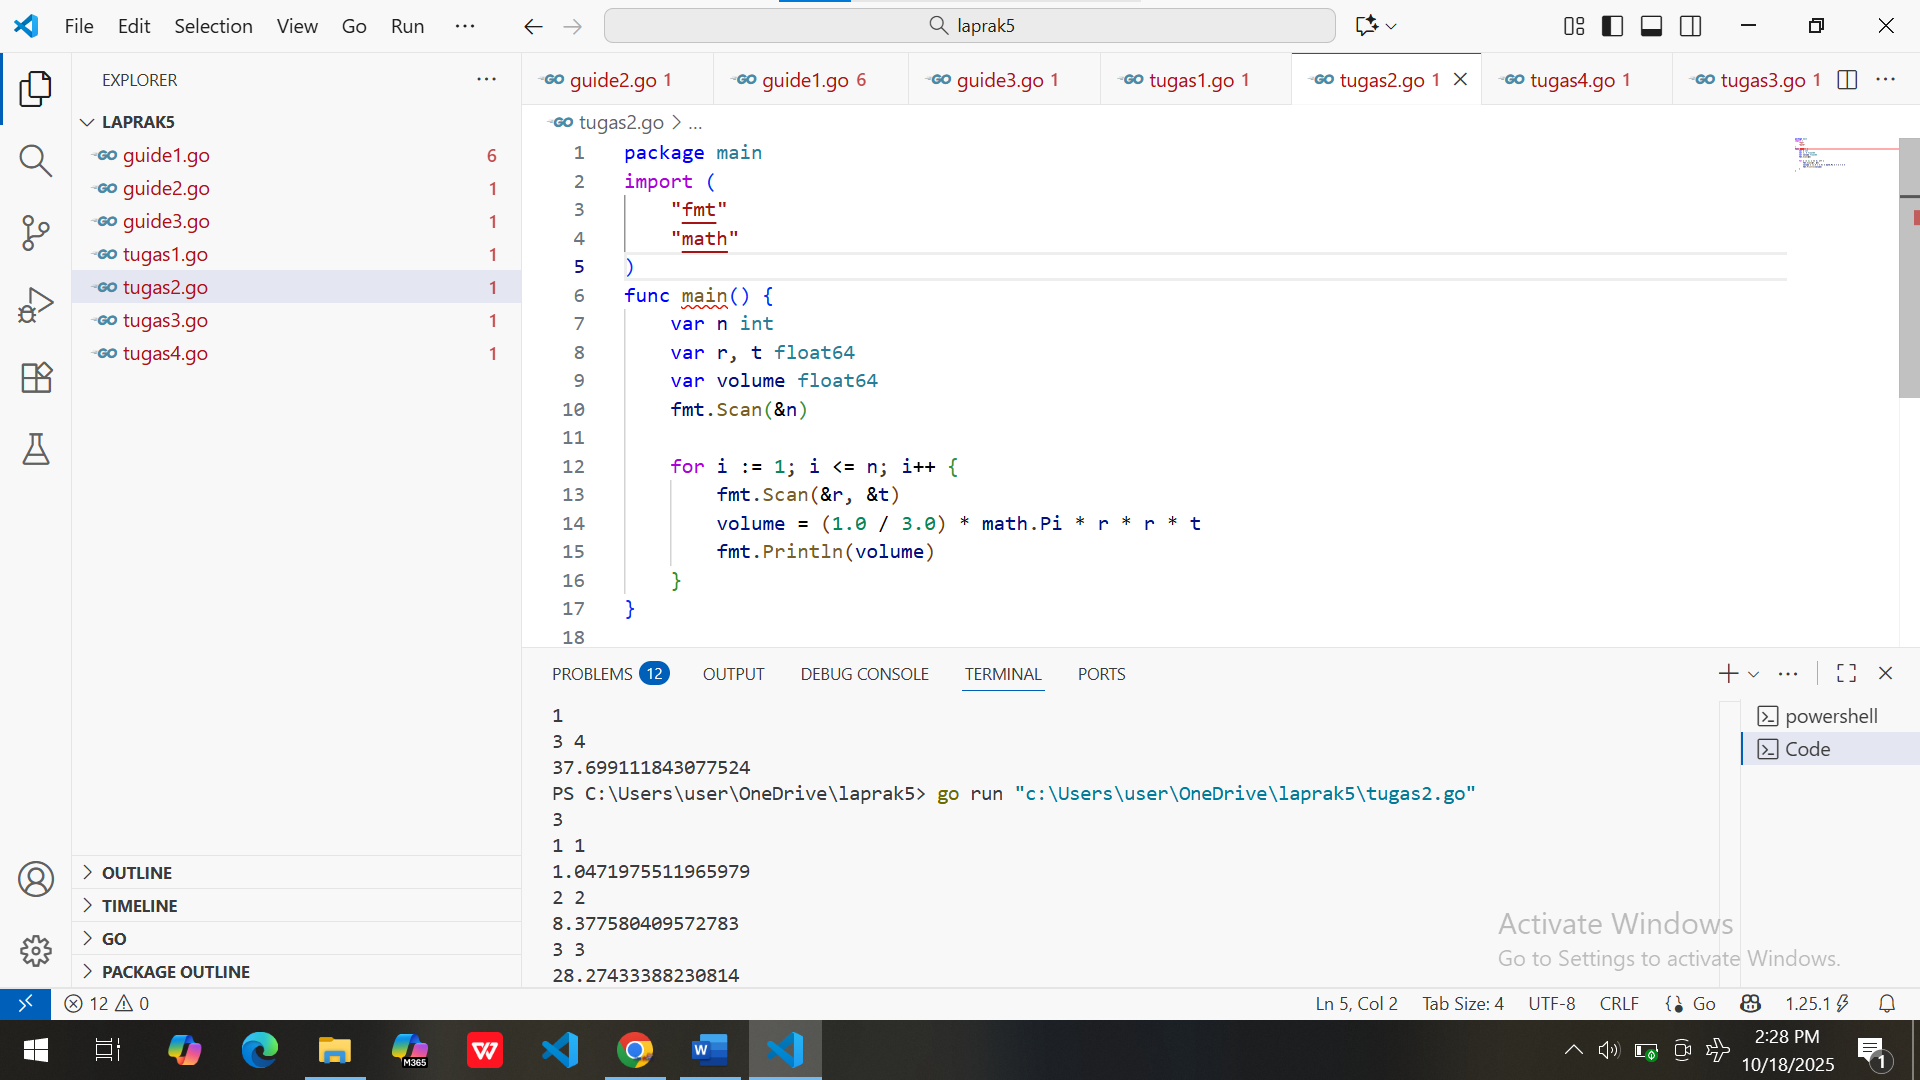 File Edit Selection View Go Run ... laprak5
EXPLORER
LAPRAK5
guide1.go 6
guide2.go 1
guide3.go 1
tugas1.go 1
tugas2.go 1
tugas3.go 1
tugas4.go 1
OUTLINE
TIMELINE
GO
PACKAGE OUTLINE
guide2.go 1 guide1.go 6 guide3.go 1 tugas1.go 1 tugas2.go 1 tugas4.go 1 tugas3.go 1
tugas2.go > ...
1 package main
2 import (
3 "fmt"
4 "math"
5 )
6 func main() {
7 var n int
8 var r, t float64
9 var volume float64
10 fmt.Scan(&n)
11
12 for i := 1; i <= n; i++ {
13 fmt.Scan(&r, &t)
14 volume = (1.0 / 3.0) * math.Pi * r * r * t
15 fmt.Println(volume)
16 }
17 }
18
PROBLEMS 12 OUTPUT DEBUG CONSOLE TERMINAL PORTS
1
3 4
37.699111843077524
PS C:\Users\user\OneDrive\laprak5> go run "c:\Users\user\OneDrive\laprak5\tugas2.go"
3
1 1
1.0471975511965979
2 2
8.377580409572783
3 3
28.27433388230814
powershell
Code
Activate Windows
Go to Settings to activate Windows.
12 0 Ln 5, Col 2 Tab Size: 4 UTF-8 CRLF Go 1.25.1
M365
W
W
2:28 PM
10/18/2025
1